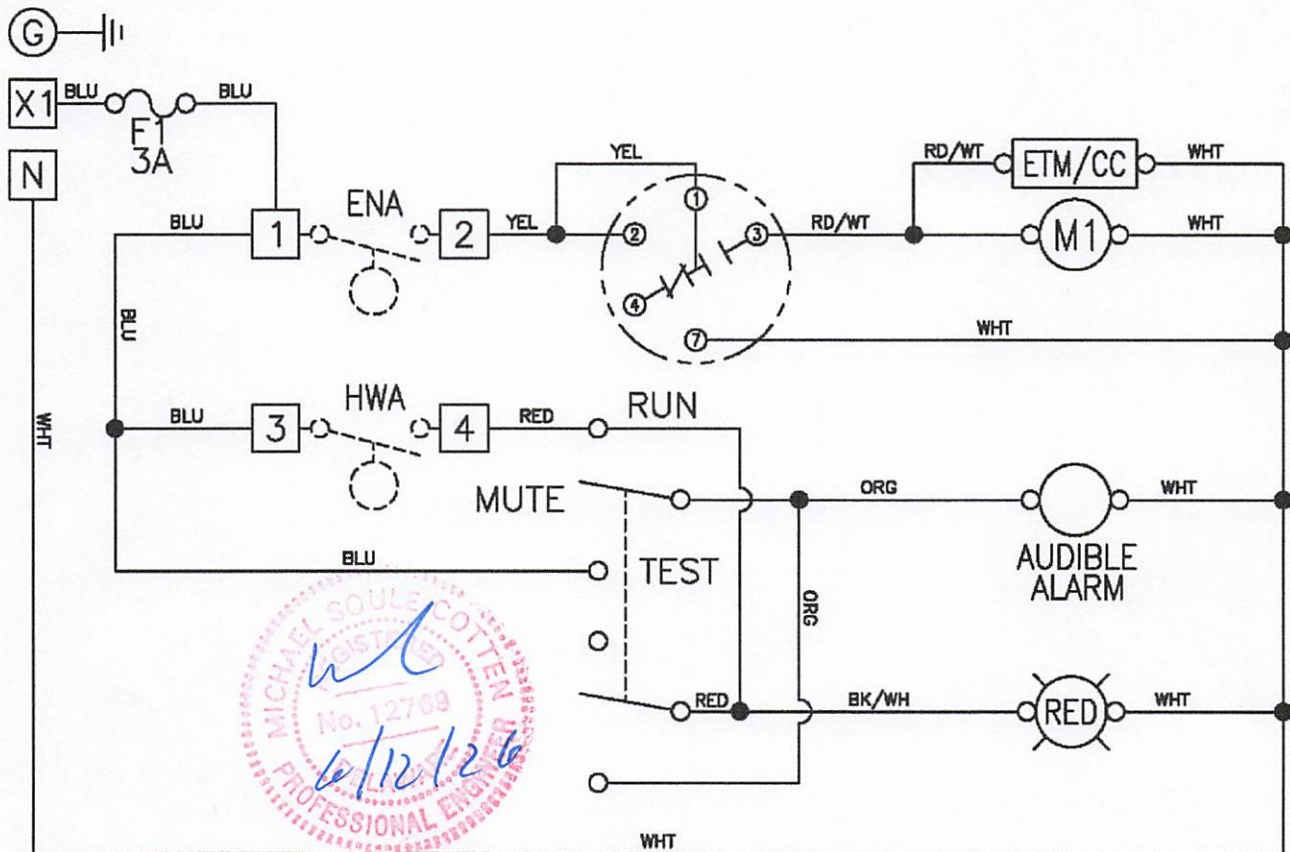 G
X1 BLU BLU
F1
3A
N
YEL
RD/WT ETM/CC WHT
BLU 1 ENA 2 YEL
1
2 3 RD/WT M1 WHT
4
7 WHT
BLU
WHT
BLU 3 HWA 4 RED RUN
MUTE ORG WHT
AUDIBLE
ALARM
BLU TEST
ORG
MICHAEL SOULE COTTEN
REGISTERED
No. 12769
PROFESSIONAL ENGINEER
6/12/26
RED BK/WH RED WHT
WHT